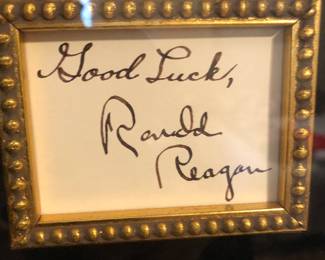 Good Luck,
Ronald
Reagan